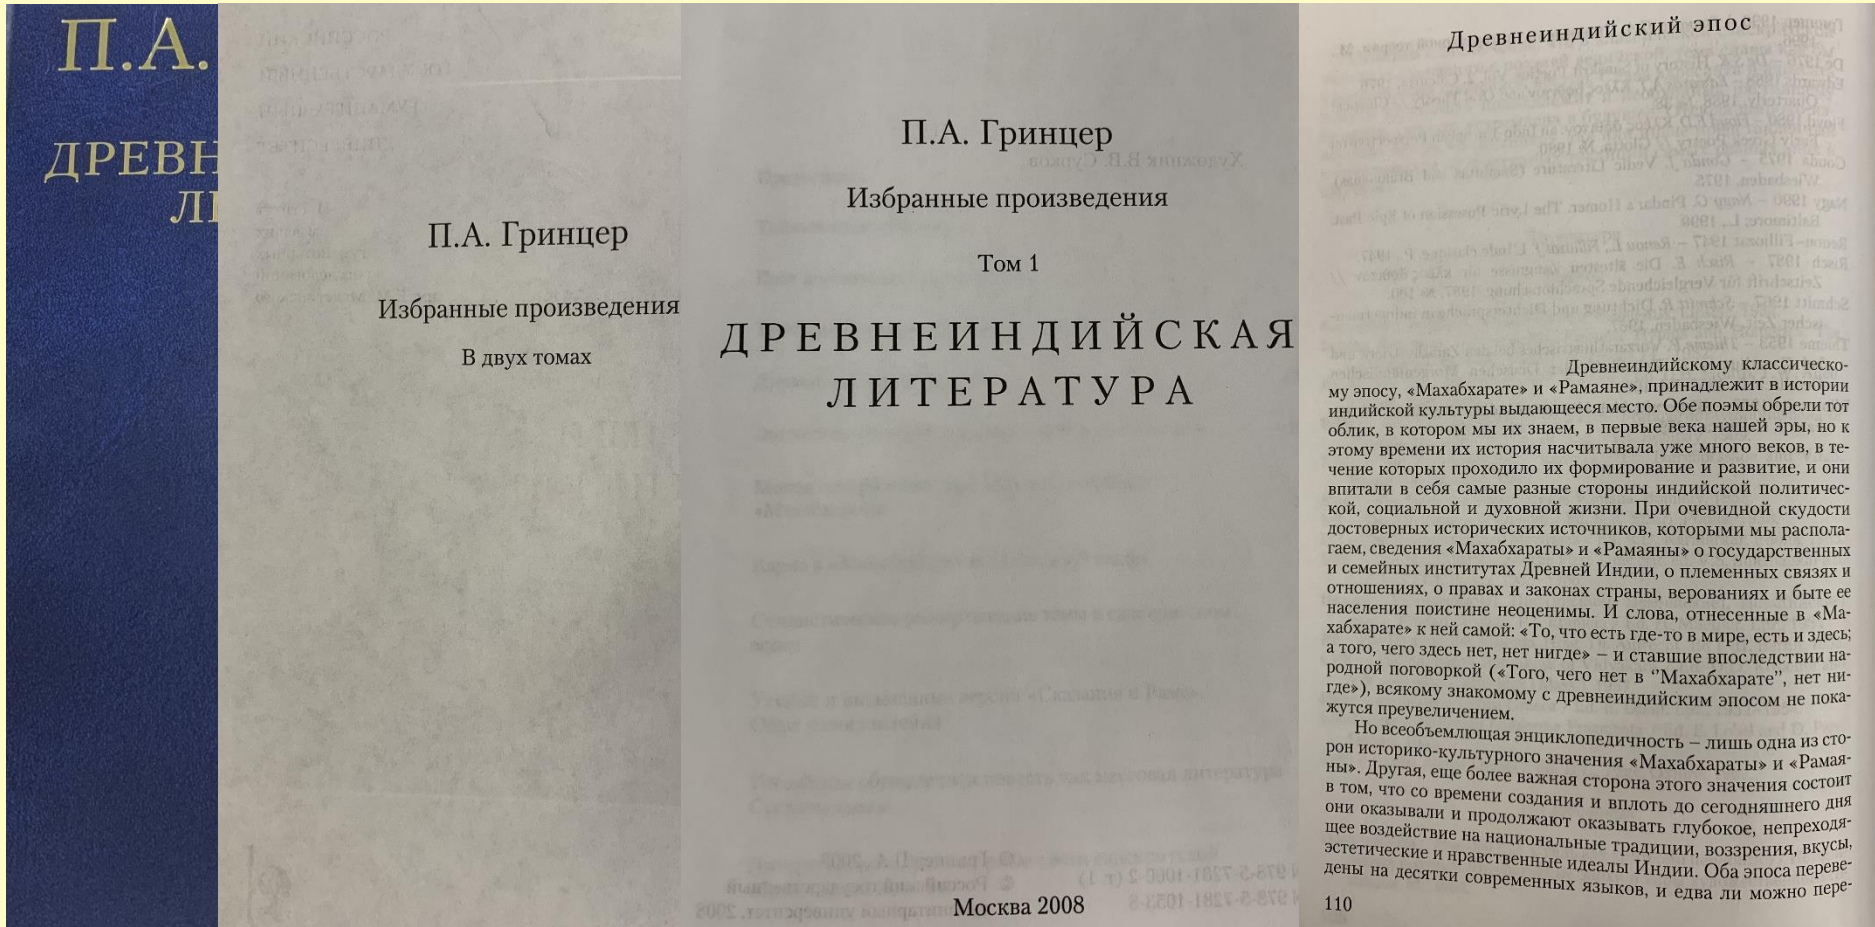 П.А.
ДРЕВН
ЛИ
П.А. Гринцер
Избранные произведения
В двух томах
П.А. Гринцер
Избранные произведения
Том 1
ДРЕВНЕИНДИЙСКАЯ
ЛИТЕРАТУРА
Москва 2008
Древнеиндийский эпос
Древнеиндийскому классическо-
му эпосу, «Махабхарате» и «Рамаяне», принадлежит в истории
индийской культуры выдающееся место. Обе поэмы обрели тот
облик, в котором мы их знаем, в первые века нашей эры, но к
этому времени их история насчитывала уже много веков, в те-
чение которых проходило их формирование и развитие, и они
впитали в себя самые разные стороны индийской политичес-
кой, социальной и духовной жизни. При очевидной скудости
достоверных исторических источников, которыми мы распола-
гаем, сведения «Махабхараты» и «Рамаяны» о государственных
и семейных институтах Древней Индии, о племенных связях и
отношениях, о правах и законах страны, верованиях и быте ее
населения поистине неоценимы. И слова, отнесенные в «Ма-
хабхарате» к ней самой: «То, что есть где-то в мире, есть и здесь;
а того, чего здесь нет, нет нигде» – и ставшие впоследствии на-
родной поговоркой («Того, чего нет в “Махабхарате”, нет ни-
где»), всякому знакомому с древнеиндийским эпосом не пока-
жутся преувеличением.
Но всеобъемлющая энциклопедичность – лишь одна из сто-
рон историко-культурного значения «Махабхараты» и «Рамая-
ны». Другая, еще более важная сторона этого значения состоит
в том, что со времени создания и вплоть до сегодняшнего дня
они оказывали и продолжают оказывать глубокое, непреходя-
щее воздействие на национальные традиции, воззрения, вкусы,
эстетические и нравственные идеалы Индии. Оба эпоса переве-
дены на десятки современных языков, и едва ли можно пере-
110